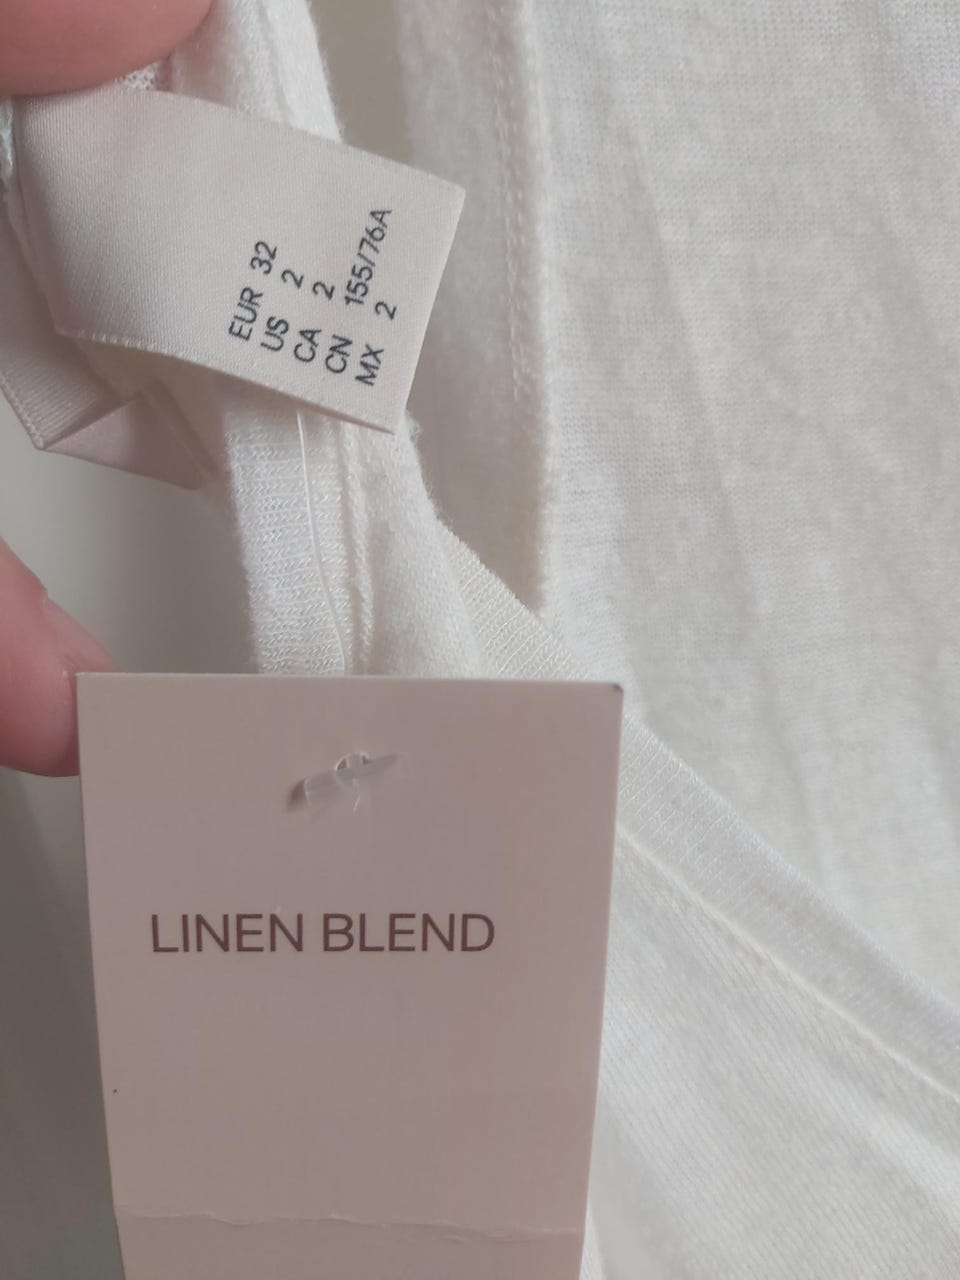 EUR 32
US 2
CA 2
CN 155/76A
MX 2
LINEN BLEND